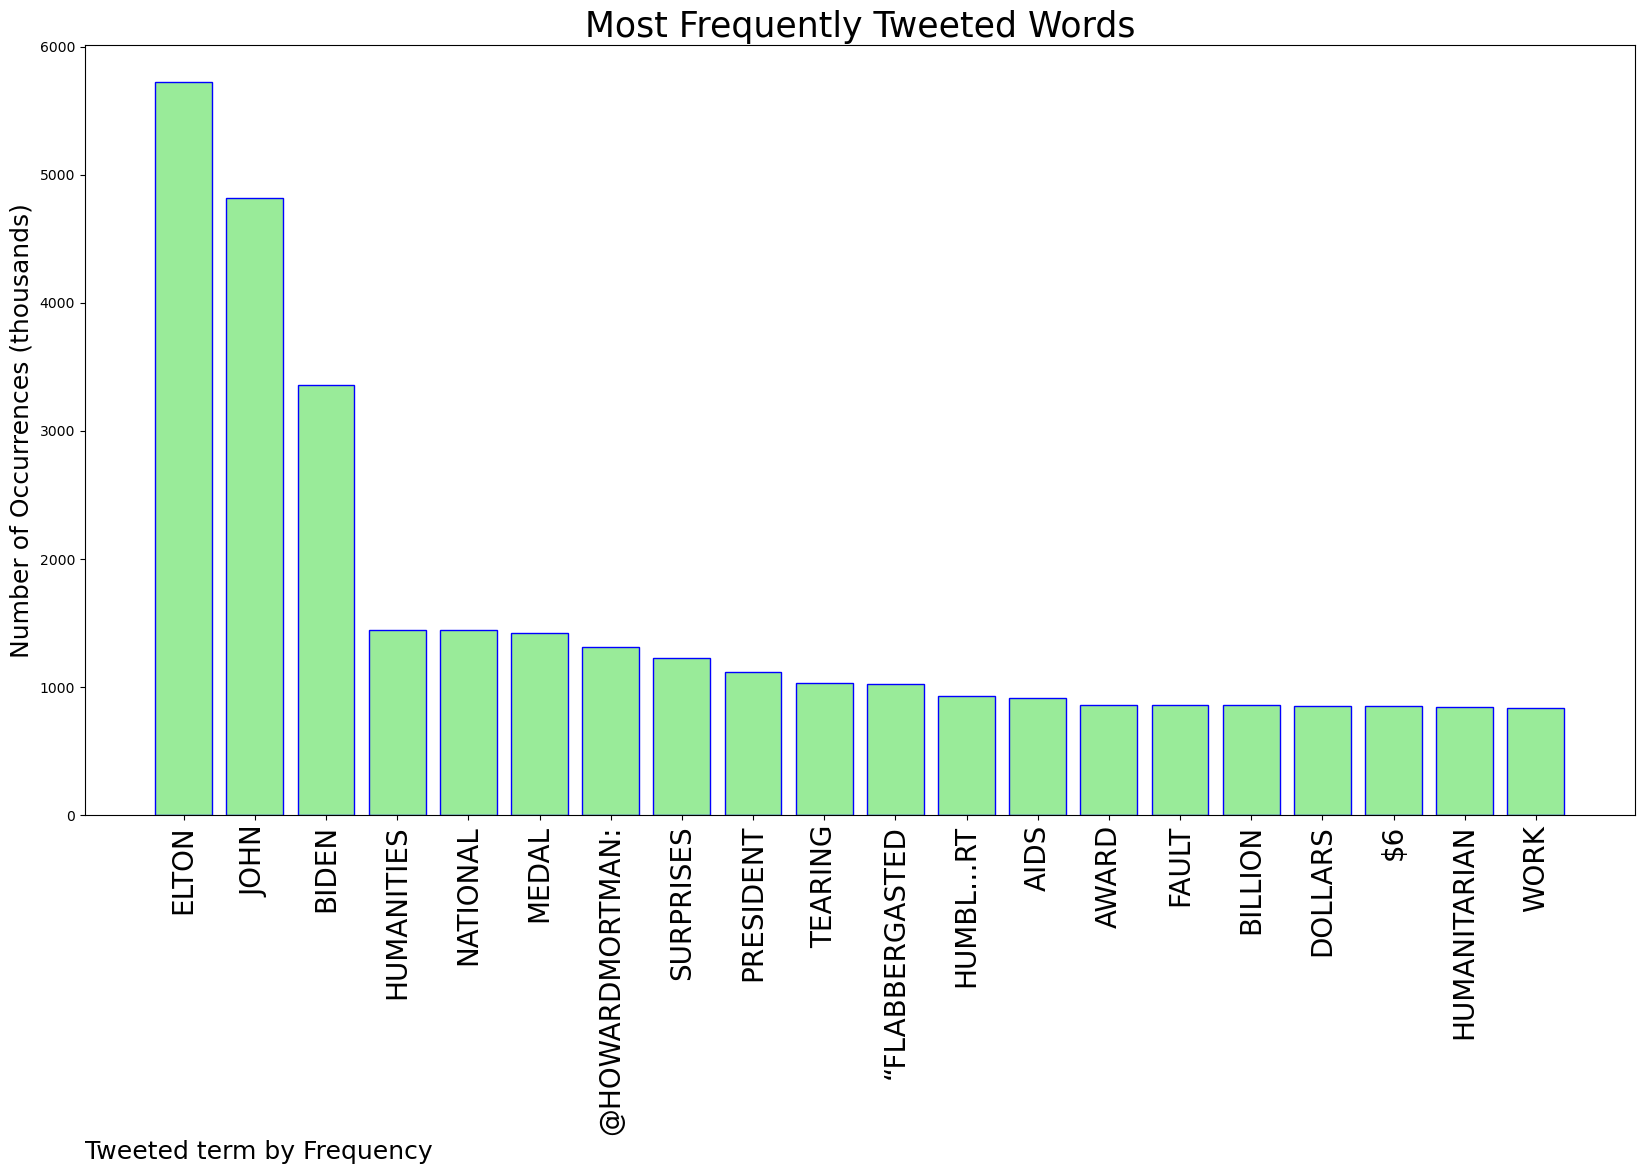 Most Frequently Tweeted Words
Number of Occurrences (thousands)
6000
5000
4000
3000
2000
1000
0
ELTON
JOHN
BIDEN
HUMANITIES
NATIONAL
MEDAL
@HOWARDMORTMAN:
SURPRISES
PRESIDENT
TEARING
“FLABBERGASTED
HUMBL…RT
AIDS
AWARD
FAULT
BILLION
DOLLARS
$6
HUMANITARIAN
WORK
Tweeted term by Frequency